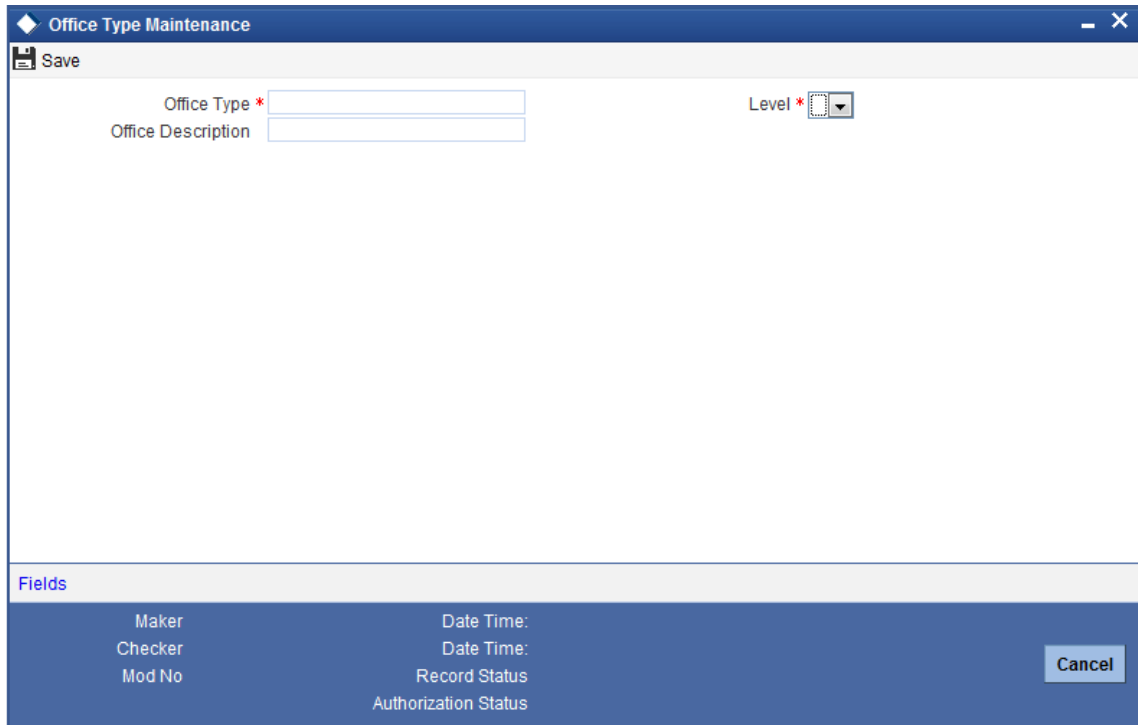 Office Type Maintenance
Save
Office Type * Level *
Office Description
Fields
Maker Date Time:
Checker Date Time:
Mod No Record Status
Authorization Status
Cancel